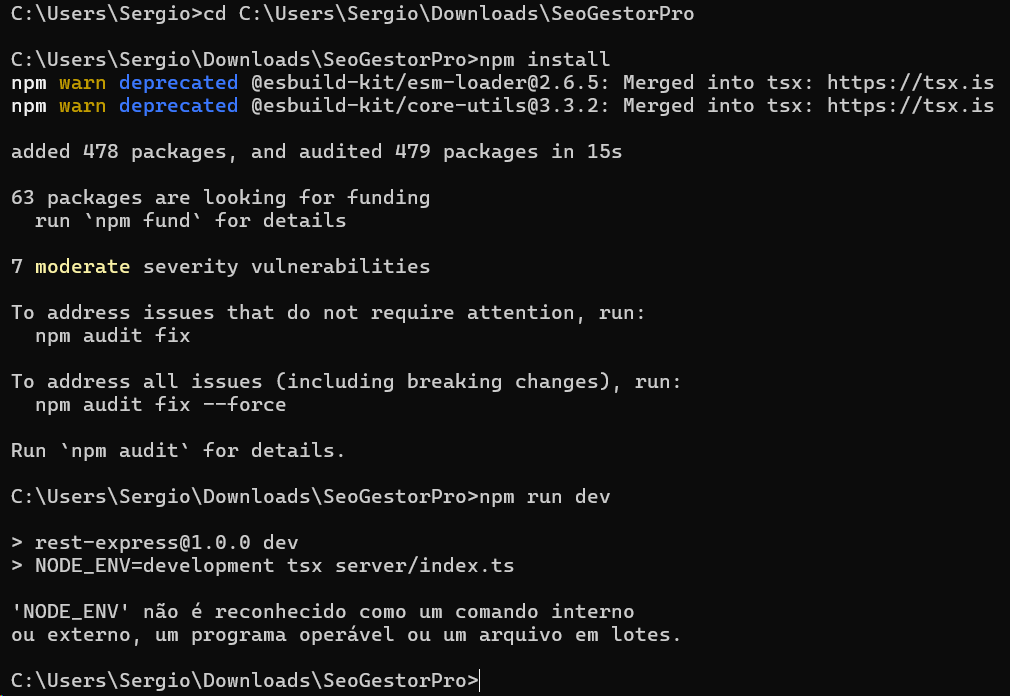 C:\Users\Sergio>cd C:\Users\Sergio\Downloads\SeoGestorPro
C:\Users\Sergio\Downloads\SeoGestorPro>npm install
npm warn deprecated @esbuild-kit/esm-loader@2.6.5: Merged into tsx: https://tsx.is
npm warn deprecated @esbuild-kit/core-utils@3.3.2: Merged into tsx: https://tsx.is
added 478 packages, and audited 479 packages in 15s
63 packages are looking for funding
  run `npm fund` for details
7 moderate severity vulnerabilities
To address issues that do not require attention, run:
  npm audit fix
To address all issues (including breaking changes), run:
  npm audit fix --force
Run `npm audit` for details.
C:\Users\Sergio\Downloads\SeoGestorPro>npm run dev
> rest-express@1.0.0 dev
> NODE_ENV=development tsx server/index.ts
'NODE_ENV' não é reconhecido como um comando interno
ou externo, um programa operável ou um arquivo em lotes.
C:\Users\Sergio\Downloads\SeoGestorPro>